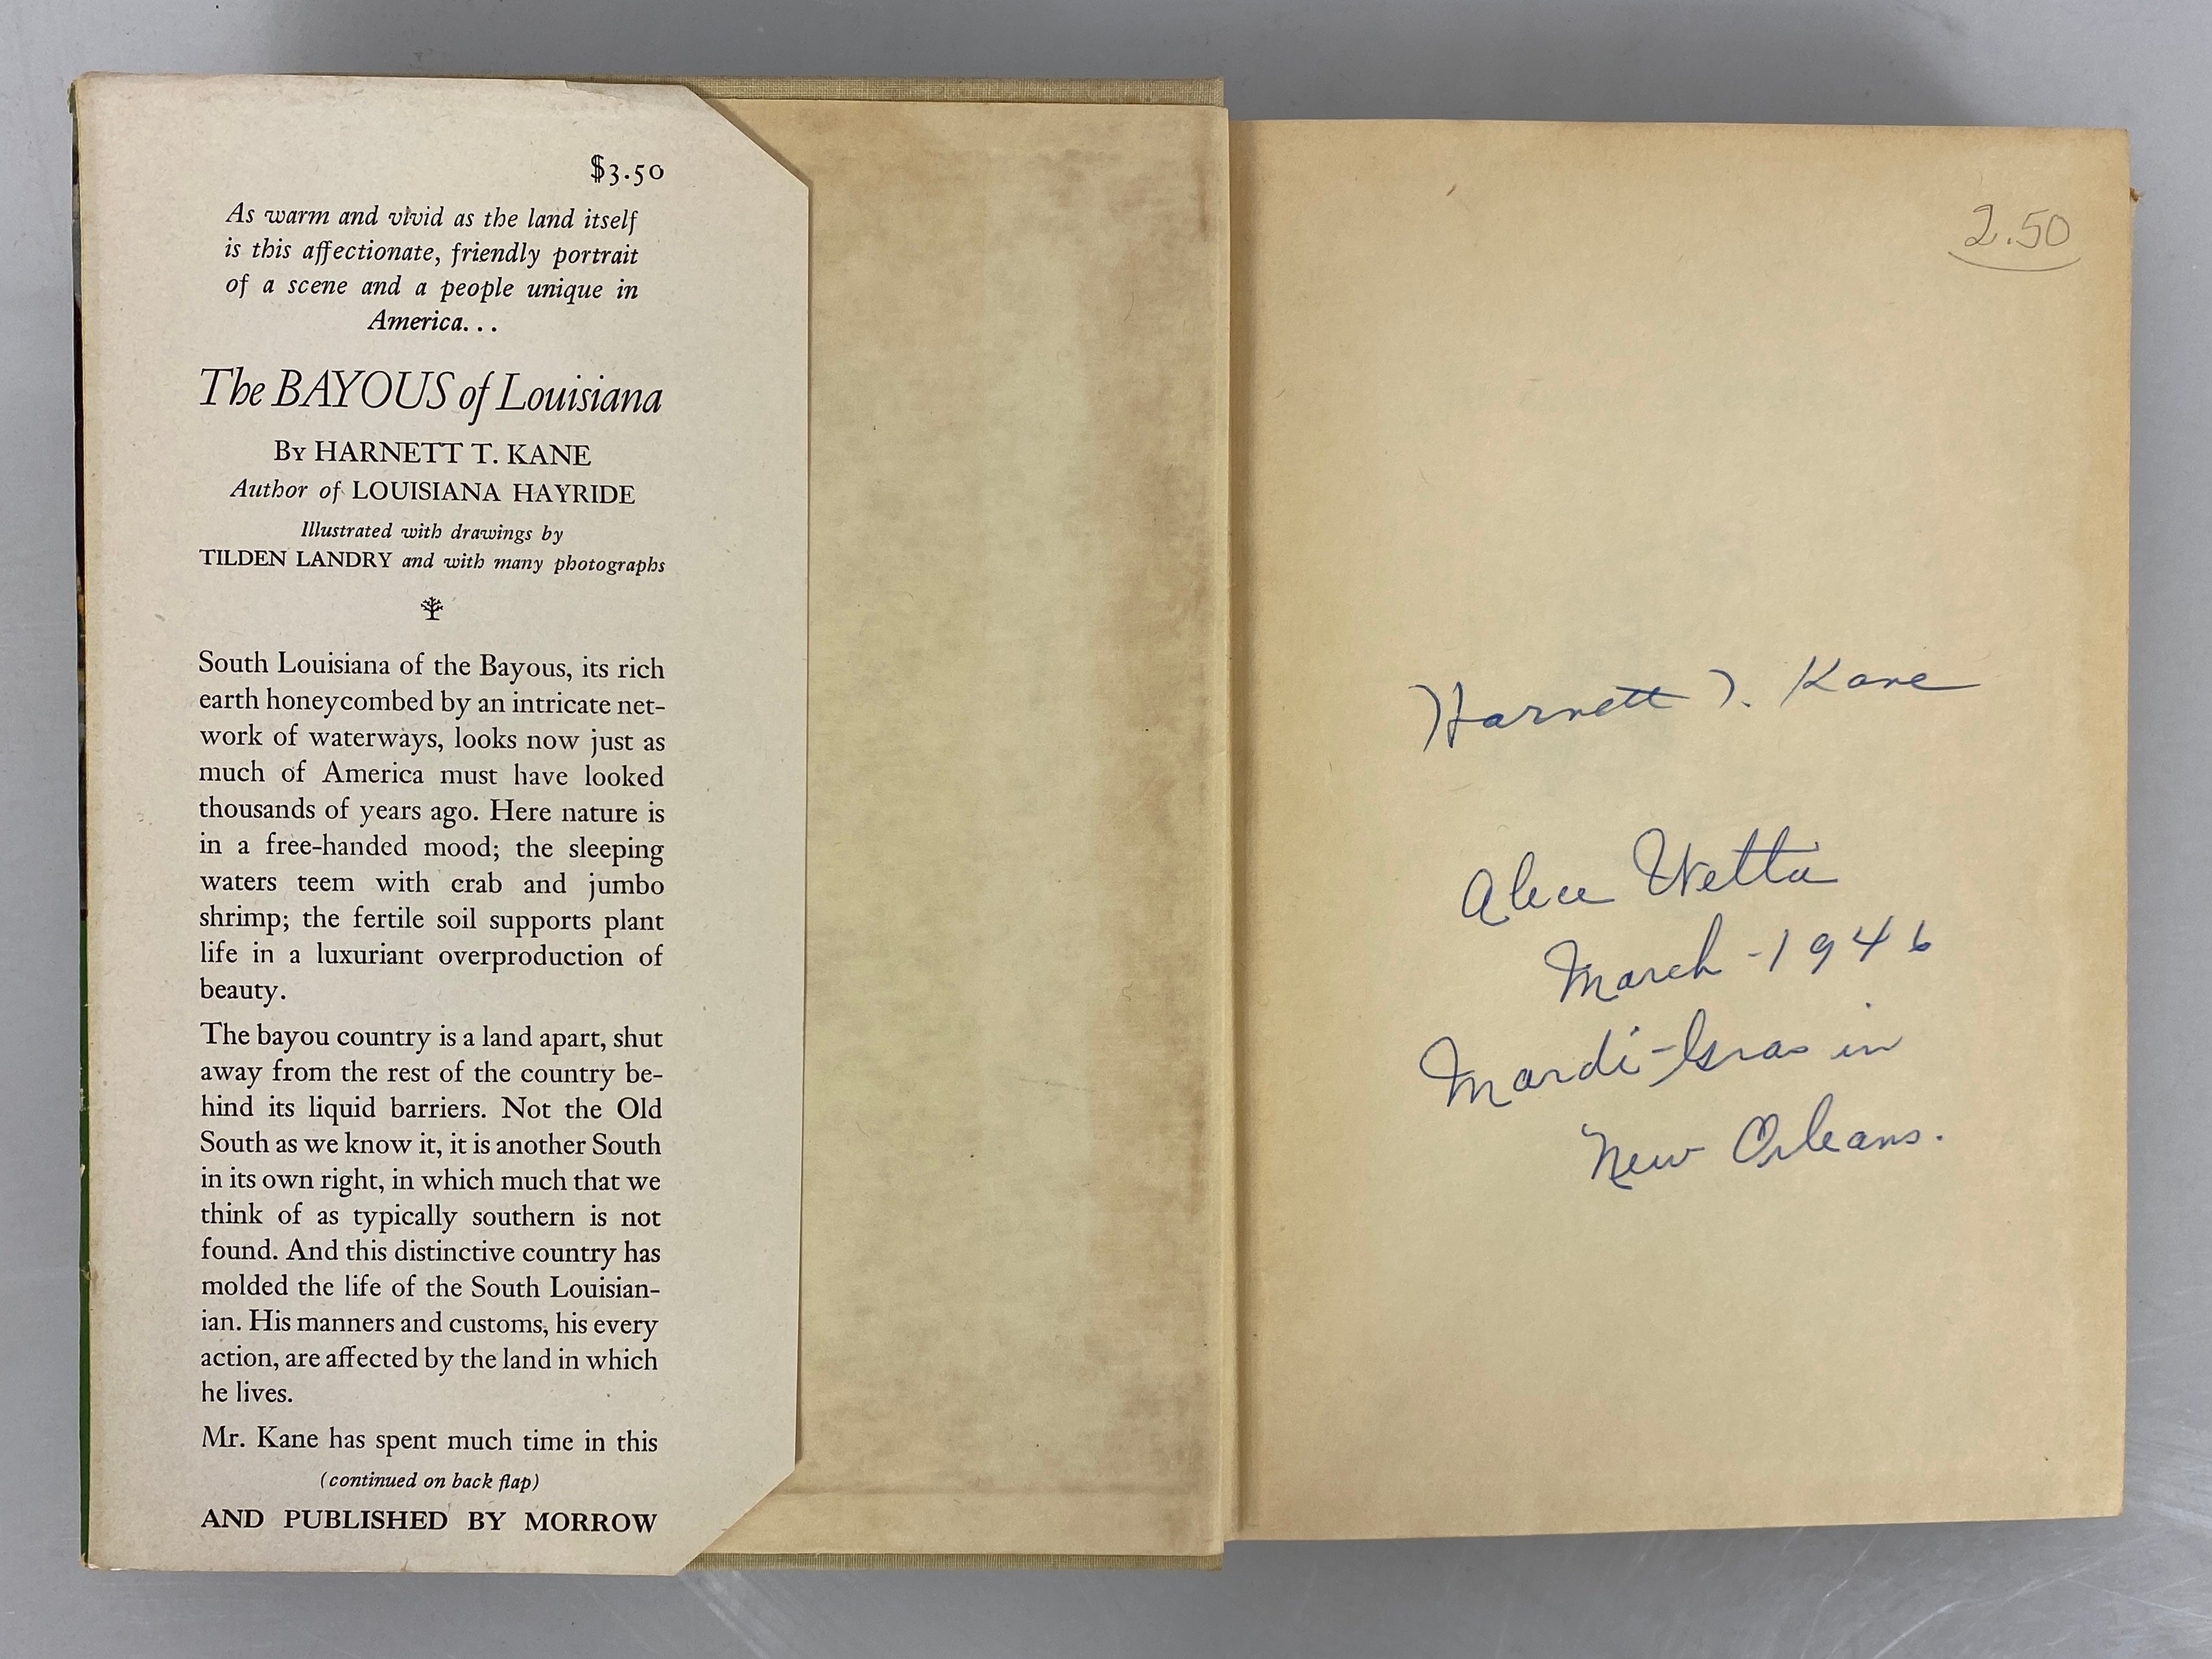 $3.50
As warm and vivid as the land itself
is this affectionate, friendly portrait
of a scene and a people unique in
America...
The BAYOUS of Louisiana
By HARNETT T. KANE
Author of LOUISIANA HAYRIDE
Illustrated with drawings by
TILDEN LANDRY and with many photographs
South Louisiana of the Bayous, its rich
earth honeycombed by an intricate net-
work of waterways, looks now just as
much of America must have looked
thousands of years ago. Here nature is
in a free-handed mood; the sleeping
waters teem with crab and jumbo
shrimp; the fertile soil supports plant
life in a luxuriant overproduction of
beauty.
The bayou country is a land apart, shut
away from the rest of the country be-
hind its liquid barriers. Not the Old
South as we know it, it is another South
in its own right, in which much that we
think of as typically southern is not
found. And this distinctive country has
molded the life of the South Louisian-
ian. His manners and customs, his every
action, are affected by the land in which
he lives.
Mr. Kane has spent much time in this
(continued on back flap)
AND PUBLISHED BY MORROW
2.50
Harnett T. Kane
Alice Wetta
March - 1946
Mardi-Gras in
New Orleans.